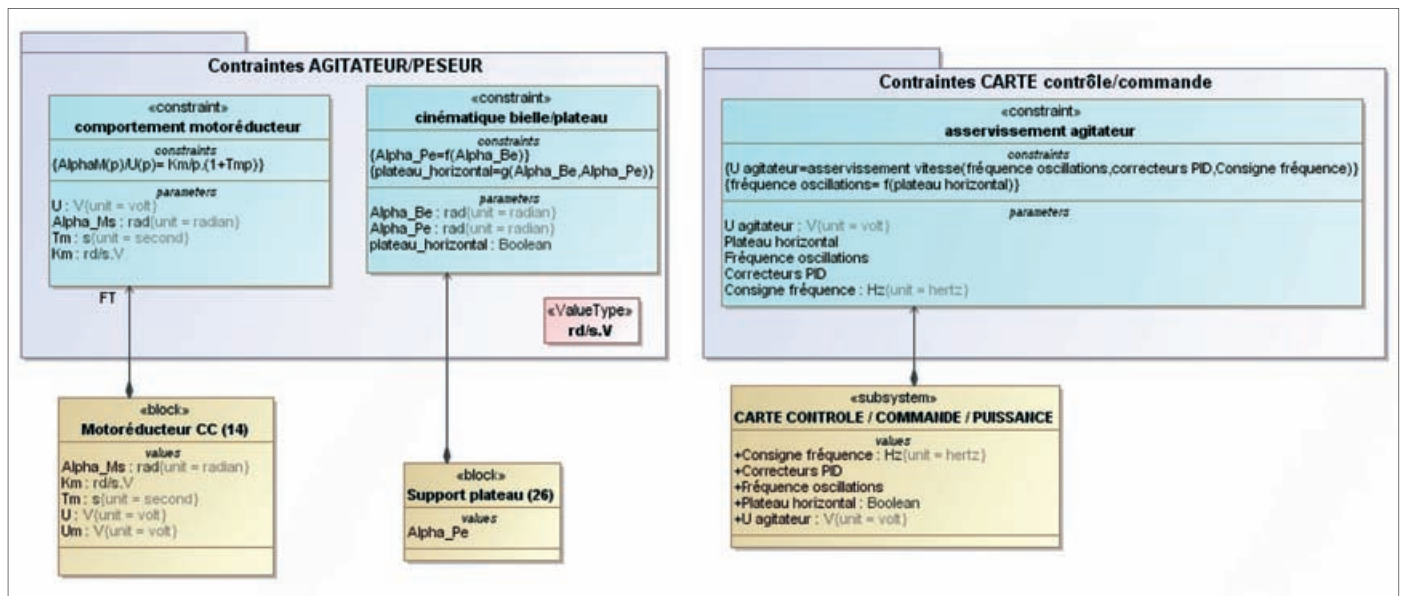 Contraintes AGITATEUR/PESEUR
«constraint»
comportement motoréducteur
constraints
{AlphaM(p)/U(p)= Km/p.(1+Tmp)}
parameters
U : V{unit = volt}
Alpha_Ms : rad{unit = radian}
Tm : s{unit = second}
Km : rd/s.V
FT
«constraint»
cinématique bielle/plateau
constraints
{Alpha_Pe=f(Alpha_Be)}
{plateau_horizontal=g(Alpha_Be,Alpha_Pe)}
parameters
Alpha_Be : rad{unit = radian}
Alpha_Pe : rad{unit = radian}
plateau_horizontal : Boolean
«ValueType»
rd/s.V
«block»
Motoréducteur CC (14)
values
Alpha_Ms : rad{unit = radian}
Km : rd/s.V
Tm : s{unit = second}
U : V{unit = volt}
Um : V{unit = volt}
«block»
Support plateau (26)
values
Alpha_Pe
Contraintes CARTE contrôle/commande
«constraint»
asservissement agitateur
constraints
{U agitateur=asservissement vitesse(fréquence oscillations,correcteurs PID,Consigne fréquence)}
{fréquence oscillations= f(plateau horizontal)}
parameters
U agitateur : V{unit = volt}
Plateau horizontal
Fréquence oscillations
Correcteurs PID
Consigne fréquence : Hz{unit = hertz}
«subsystem»
CARTE CONTROLE / COMMANDE / PUISSANCE
values
+Consigne fréquence : Hz{unit = hertz}
+Correcteurs PID
+Fréquence oscillations
+Plateau horizontal : Boolean
+U agitateur : V{unit = volt}